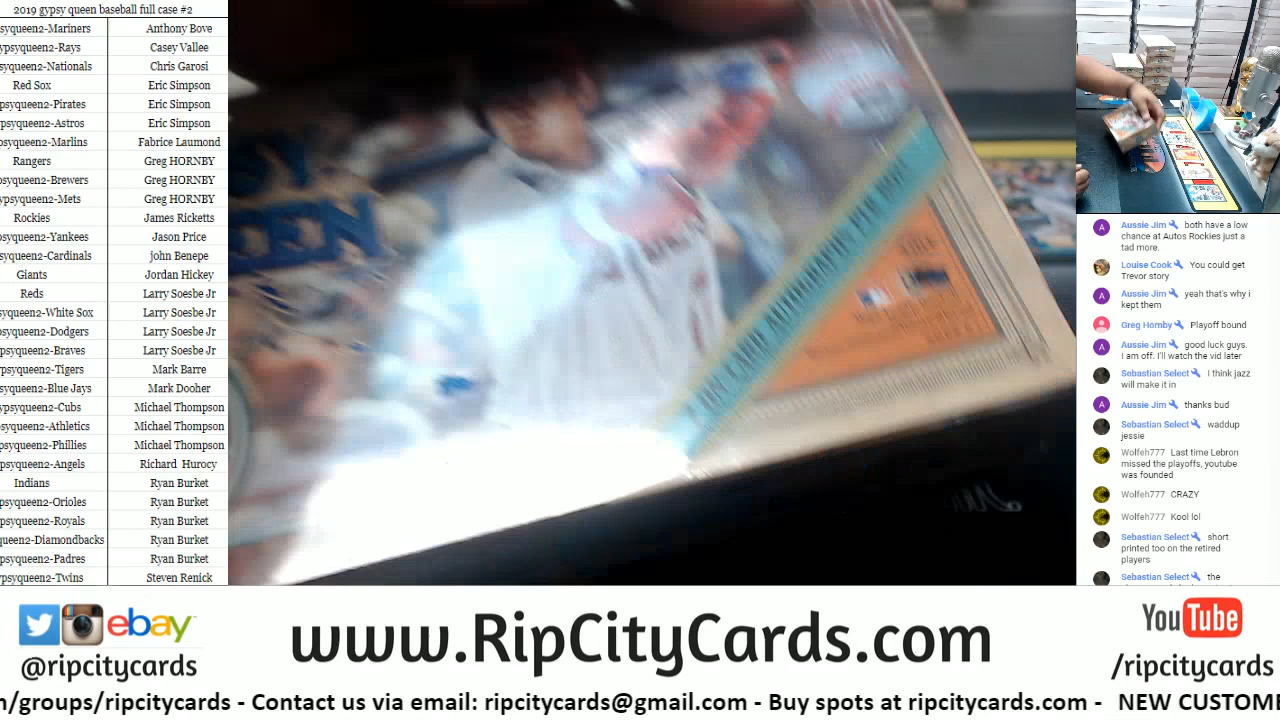 2019 gypsy queen baseball full case #2
syqueen2-Mariners Anthony Bove
ypsyqueen2-Rays Casey Vallee
syqueen2-Nationals Chris Garosi
Red Sox Eric Simpson
psyqueen2-Pirates Eric Simpson
psyqueen2-Astros Eric Simpson
psyqueen2-Marlins Fabrice Laumond
Rangers Greg HORNBY
psyqueen2-Brewers Greg HORNBY
ypsyqueen2-Mets Greg HORNBY
Rockies James Ricketts
psyqueen2-Yankees Jason Price
psyqueen2-Cardinals john Benepe
Giants Jordan Hickey
Reds Larry Soesbe Jr
syqueen2-White Sox Larry Soesbe Jr
psyqueen2-Dodgers Larry Soesbe Jr
psyqueen2-Braves Larry Soesbe Jr
psyqueen2-Tigers Mark Barre
syqueen2-Blue Jays Mark Dooher
ypsyqueen2-Cubs Michael Thompson
psyqueen2-Athletics Michael Thompson
psyqueen2-Phillies Michael Thompson
psyqueen2-Angels Richard Hurocy
Indians Ryan Burket
psyqueen2-Orioles Ryan Burket
psyqueen2-Royals Ryan Burket
queen2-Diamondbacks Ryan Burket
psyqueen2-Padres Ryan Burket
ypsyqueen2-Twins Steven Renick
QUEEN
Aussie Jim both have a low
chance at Autos Rockies just a
tad more.
Louise Cook You could get
Trevor story
Aussie Jim yeah that's why i
kept them
Greg Hornby Playoff bound
Aussie Jim good luck guys.
I am off. I'll watch the vid later
Sebastian Select I think jazz
will make it in
Aussie Jim thanks bud
Sebastian Select waddup
jessie
Wolfeh777 Last time Lebron
missed the playoffs, youtube
was founded
Wolfeh777 CRAZY
Wolfeh777 Kool lol
Sebastian Select short
printed too on the retired
players
Sebastian Select the
ebay
@ripcitycards
www.RipCityCards.com
YouTube
/ripcitycards
n/groups/ripcitycards - Contact us via email: ripcitycards@gmail.com - Buy spots at ripcitycards.com - NEW CUSTOME